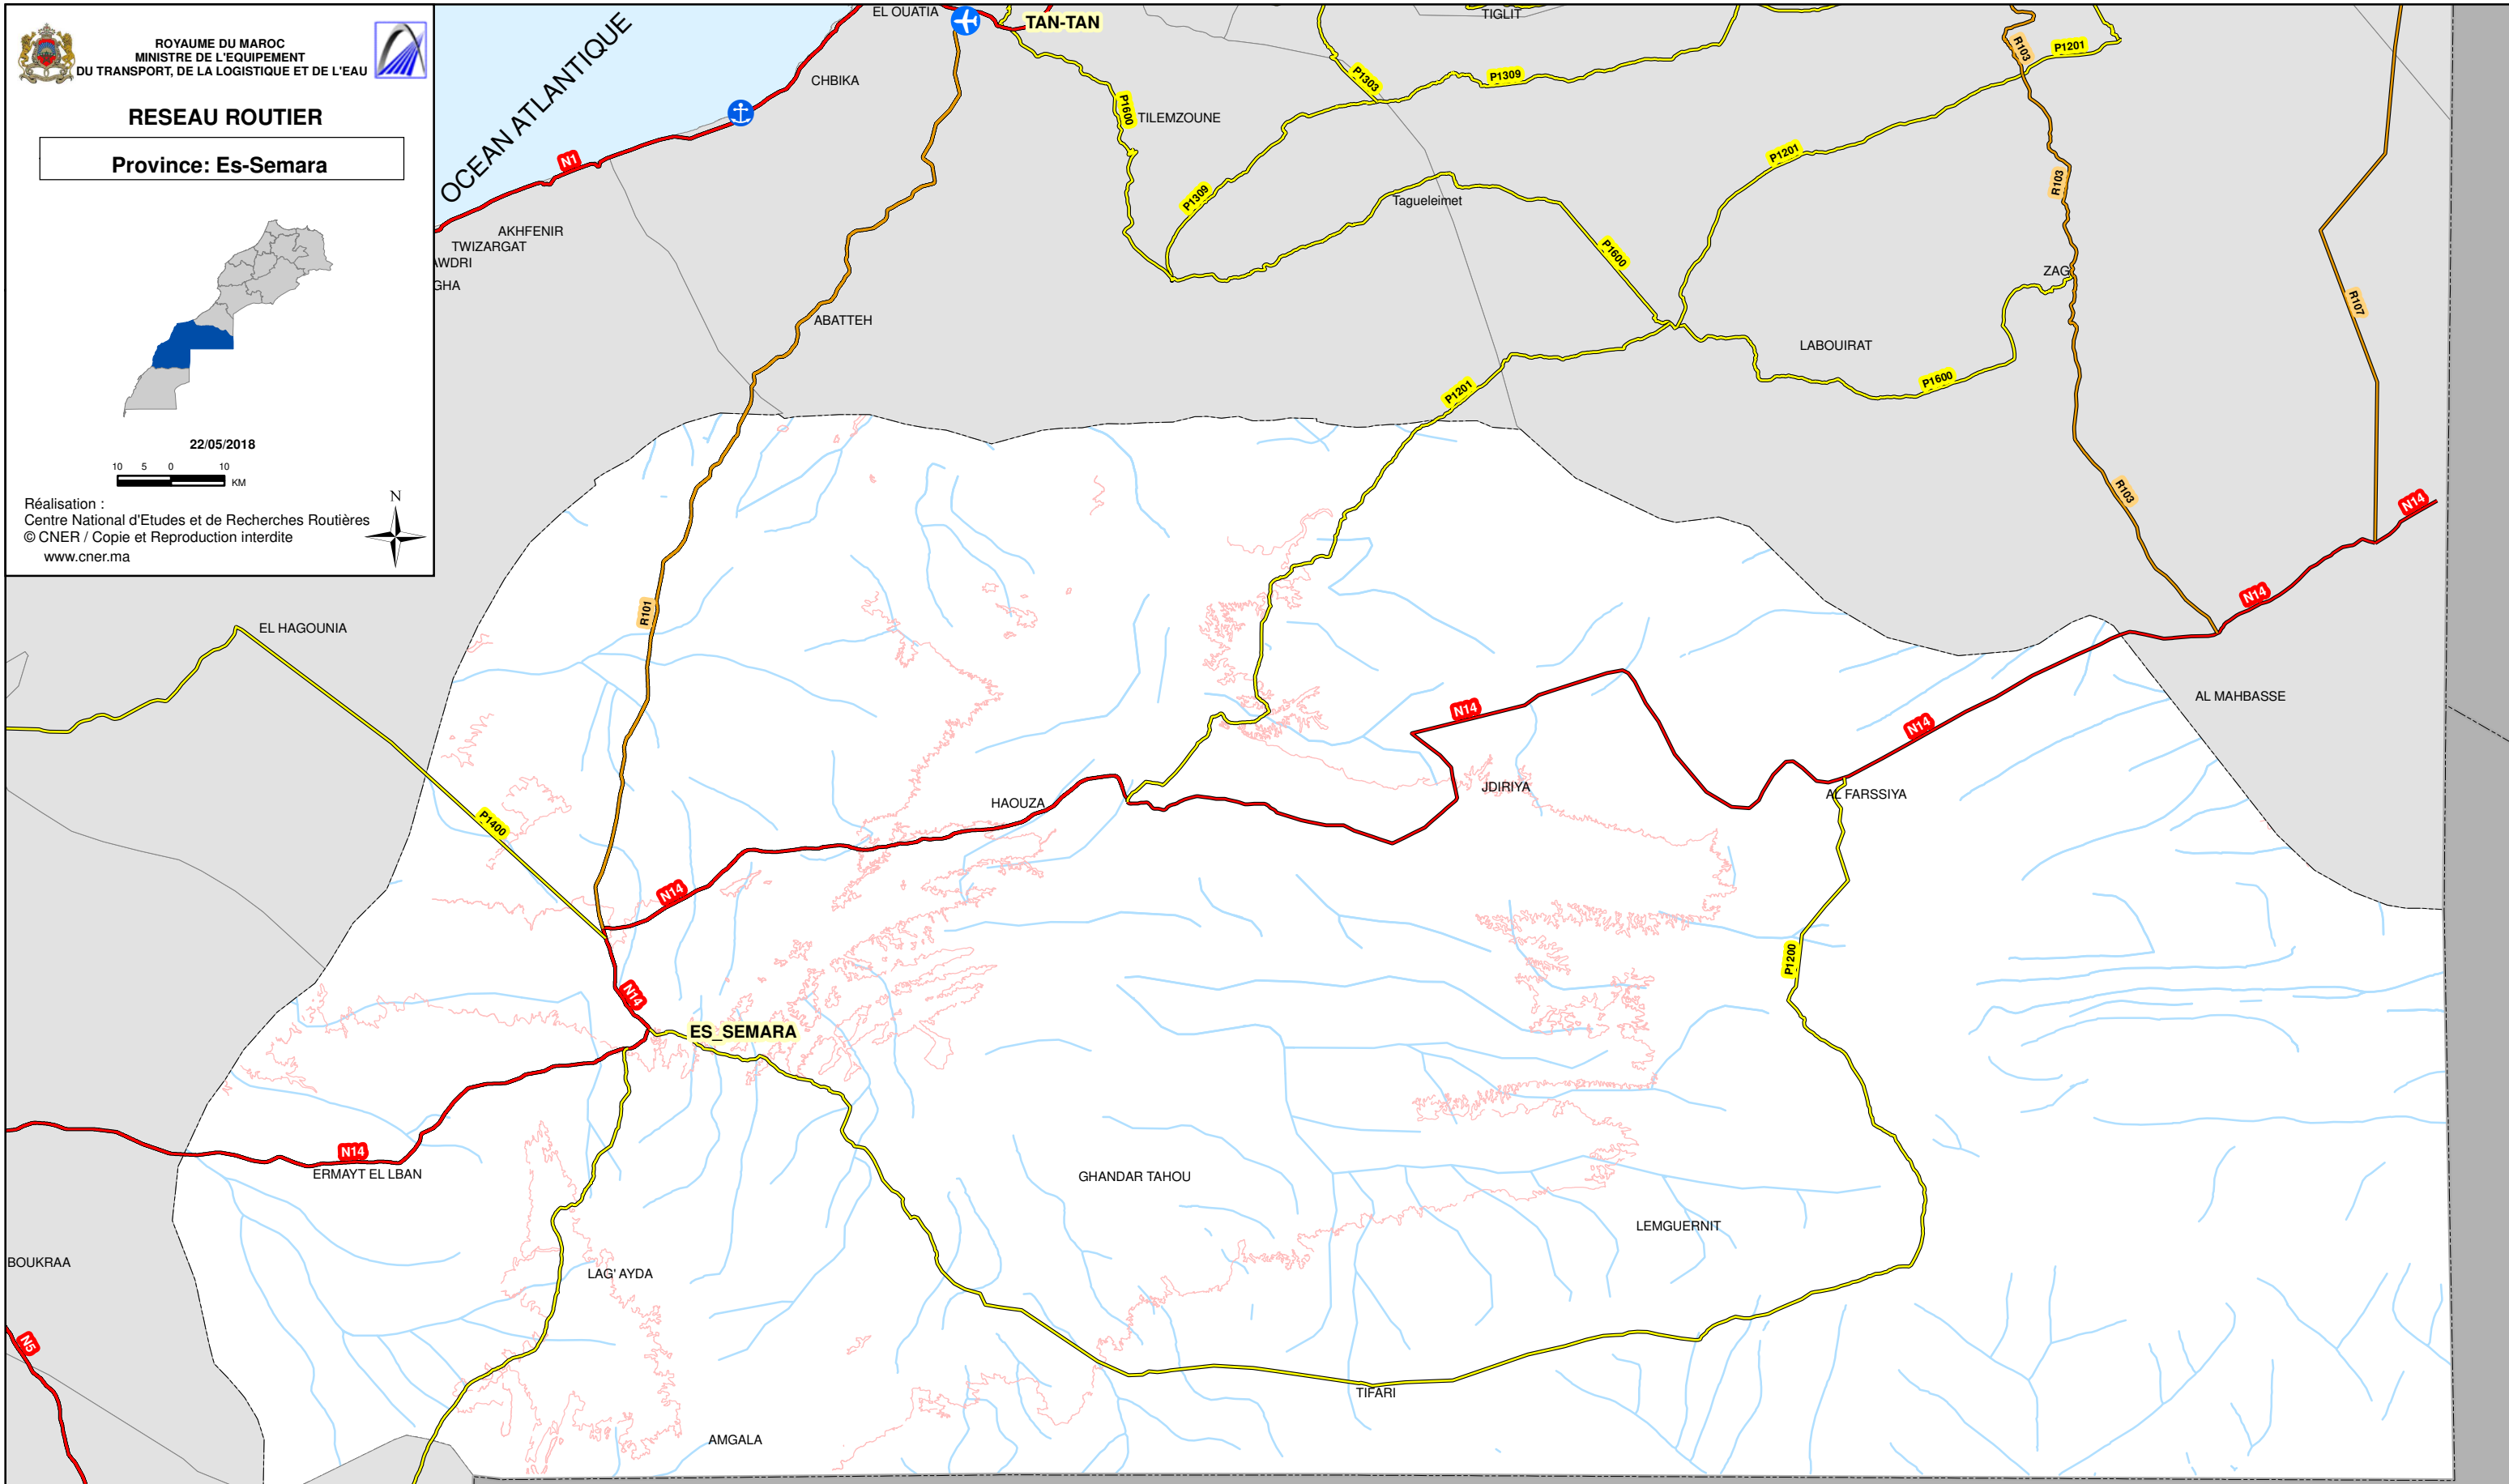 ROYAUME DU MAROC
MINISTRE DE L'EQUIPEMENT
DU TRANSPORT, DE LA LOGISTIQUE ET DE L'EAU
RESEAU ROUTIER
Province: Es-Semara
22/05/2018
10 5 0 10
KM
N
Réalisation :
Centre National d'Etudes et de Recherches Routières
© CNER / Copie et Reproduction interdite
www.cner.ma
OCEAN ATLANTIQUE
EL OUATIA
TAN-TAN
TIGLIT
CHBIKA
TILEMZOUNE
P1600
P1303
P1309
P1201
R103
N1
P1309
P1201
R103
Tagueleimet
AKHFENIR
TWIZARGAT
AWDRI
GHA
P1600
ZAG
R107
ABATTEH
LABOUIRAT
P1600
P1201
R103
N14
N14
R101
EL HAGOUNIA
AL MAHBASSE
N14
N14
JDIRIYA
AL FARSSIYA
HAOUZA
P1400
N14
P1200
N14
ES_SEMARA
N14
ERMAYT EL LBAN
GHANDAR TAHOU
LEMGUERNIT
BOUKRAA
LAG' AYDA
N5
TIFARI
AMGALA